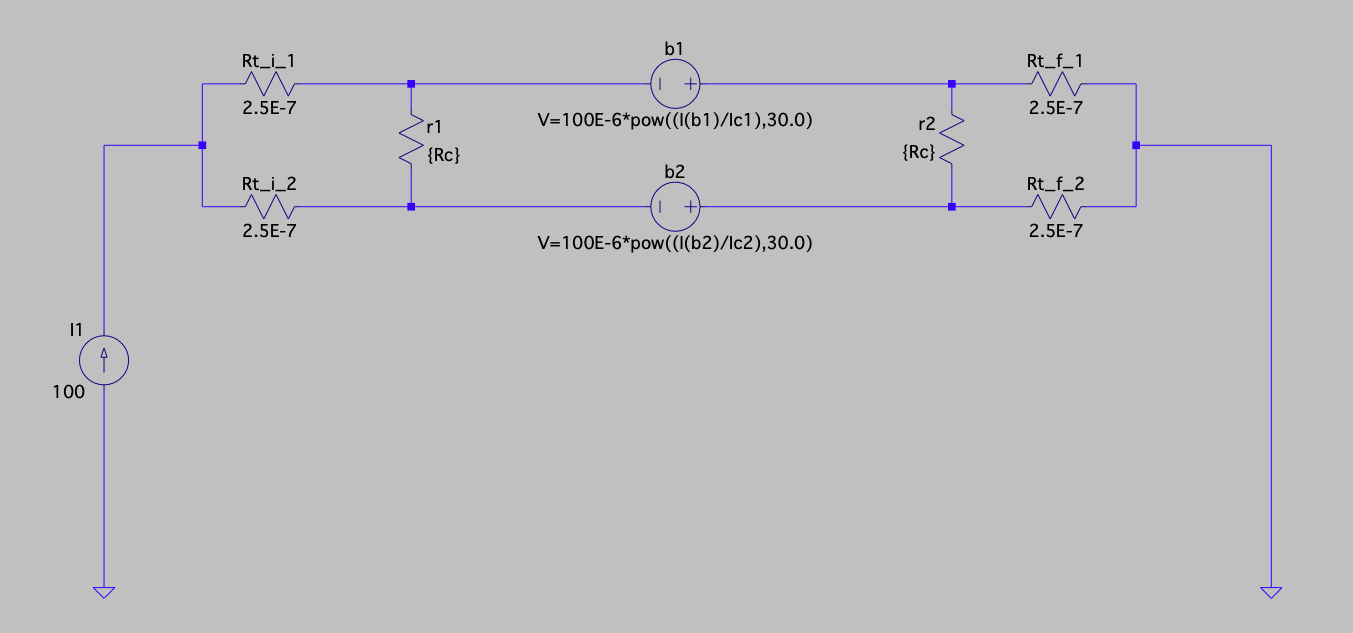 b1
Rt_i_1
Rt_f_1
2.5E-7
2.5E-7
V=100E-6*pow((I(b1)/Ic1),30.0)
r1
r2
{Rc}
{Rc}
b2
Rt_i_2
Rt_f_2
2.5E-7
2.5E-7
V=100E-6*pow((I(b2)/Ic2),30.0)
I1
100